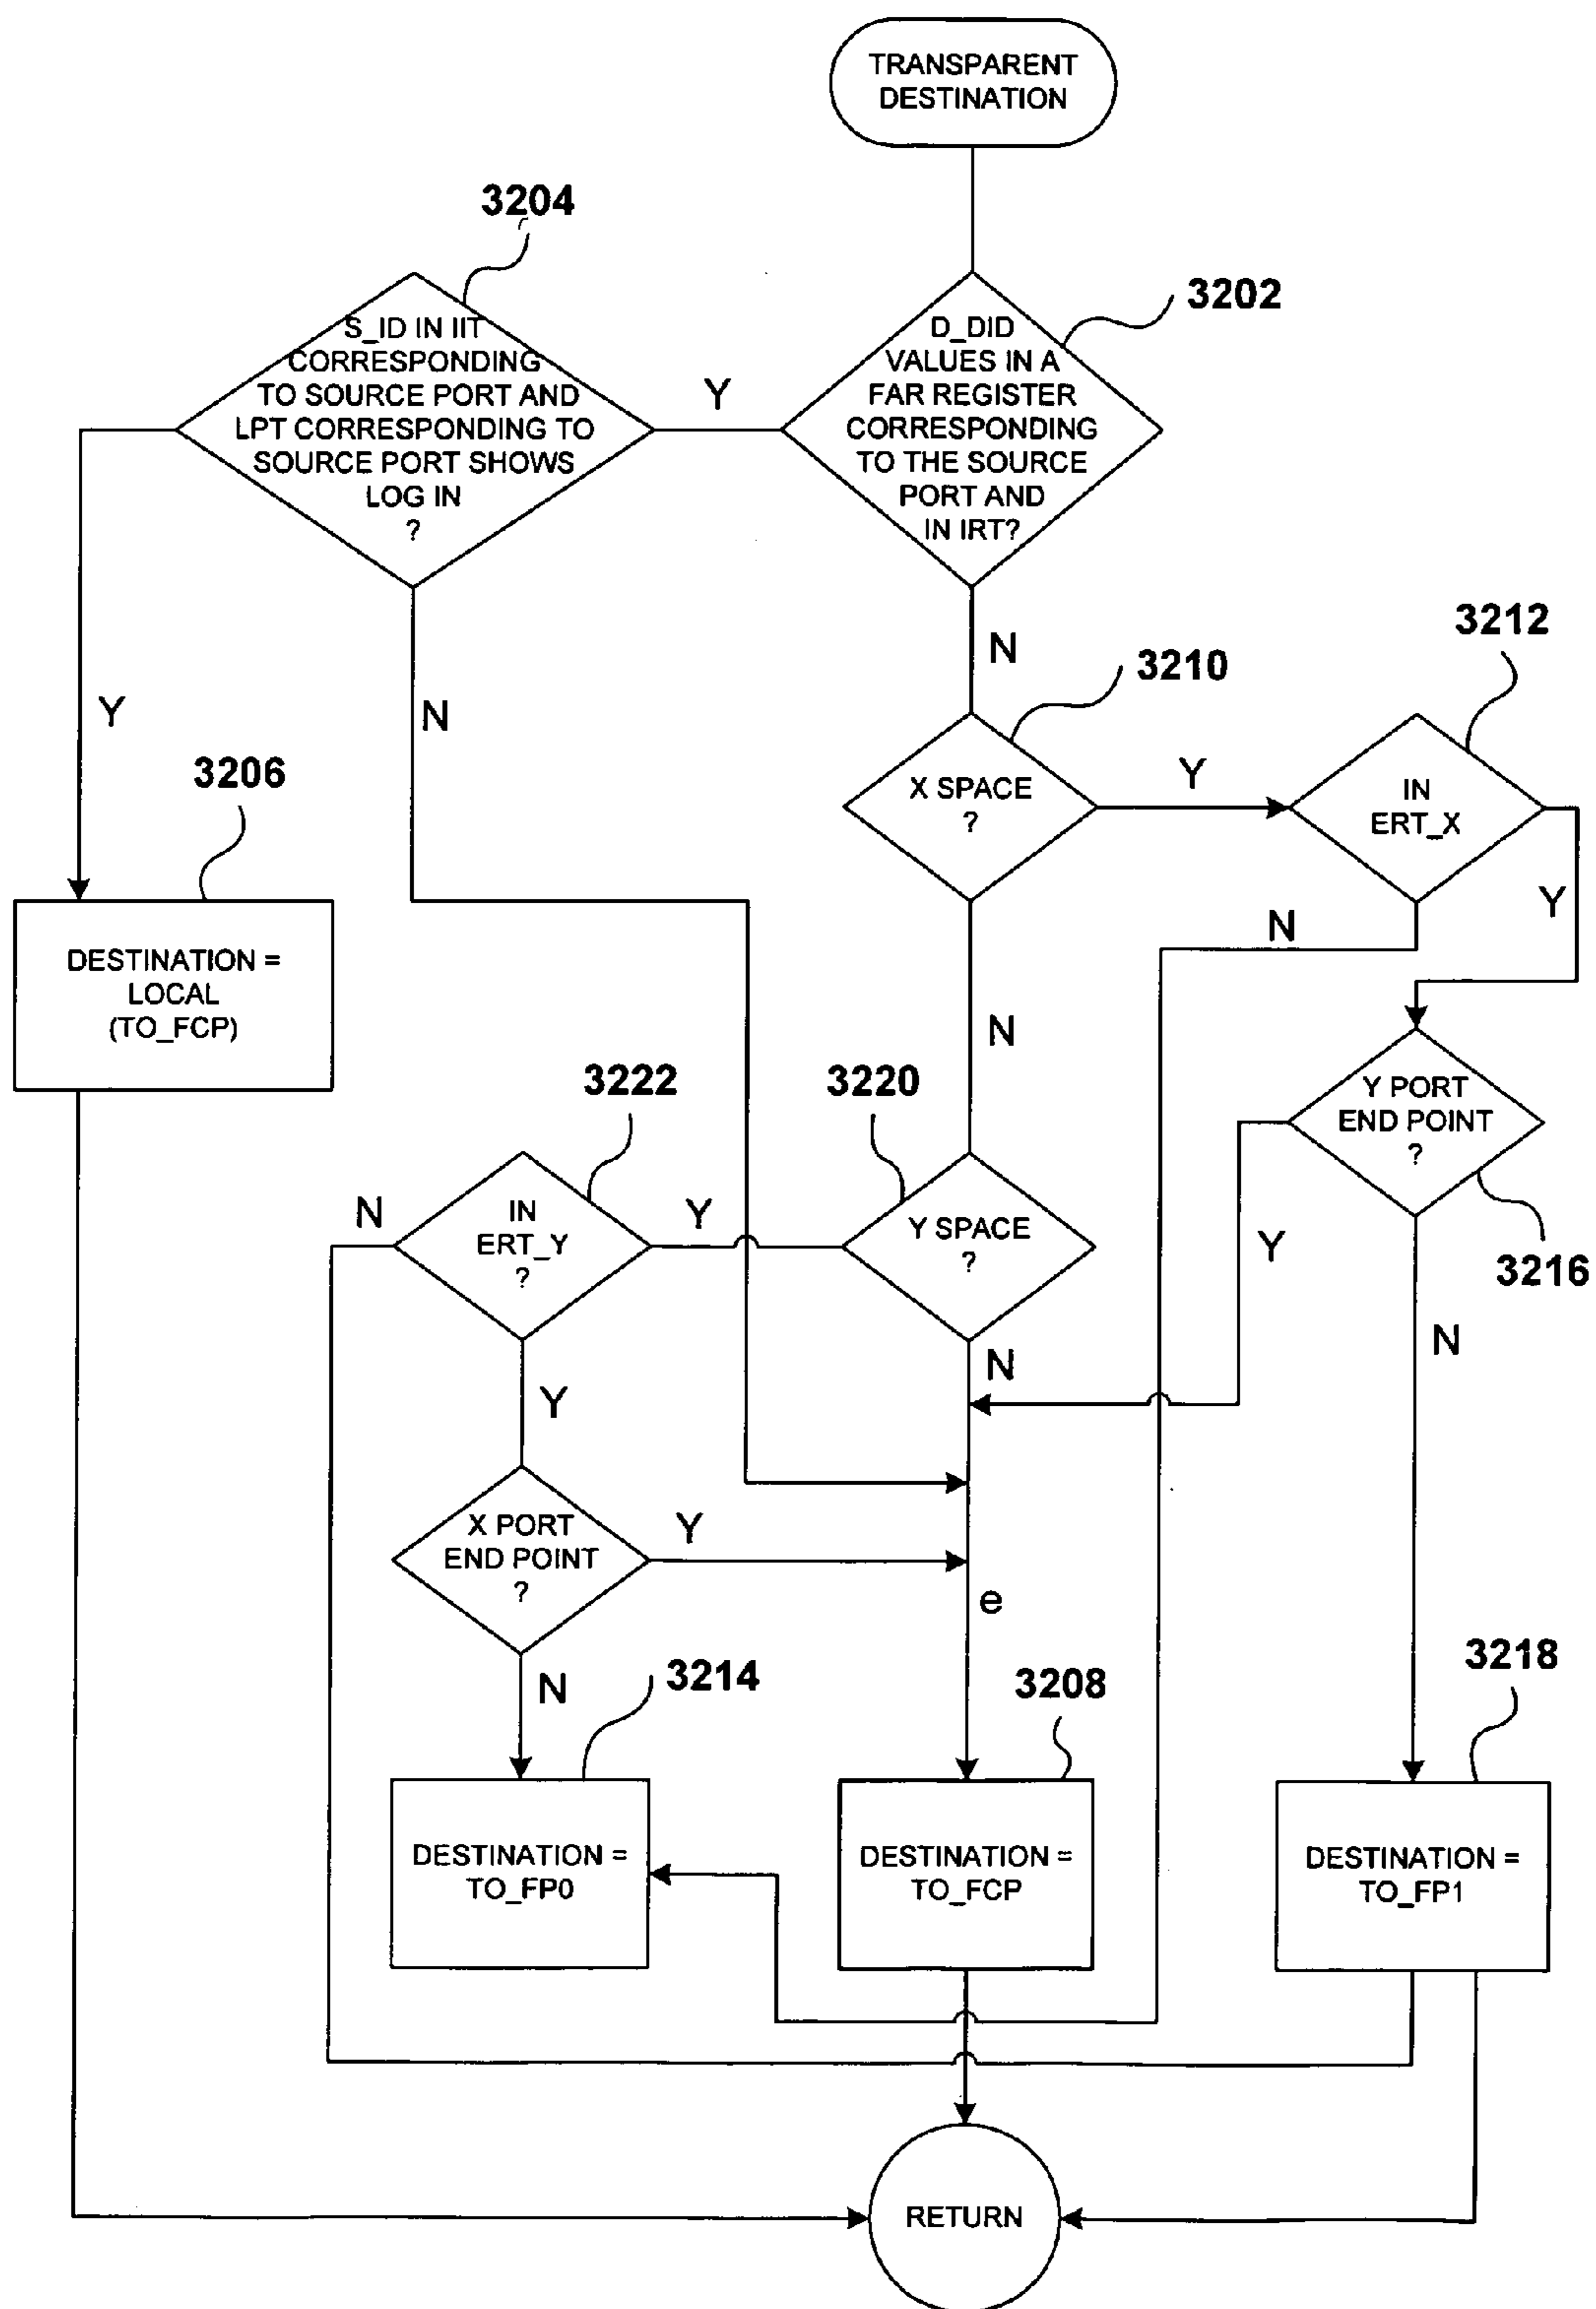 TRANSPARENT
DESTINATION
3204
3202
S_ID IN IIT
CORRESPONDING
TO SOURCE PORT AND
LPT CORRESPONDING TO
SOURCE PORT SHOWS
LOG IN
?
Y
D_DID
VALUES IN A
FAR REGISTER
CORRESPONDING
TO THE SOURCE
PORT AND
IN IRT?
N
3212
3210
Y
N
3206
X SPACE
?
Y
IN
ERT_X
Y
N
DESTINATION =
LOCAL
(TO_FCP)
N
3222
3220
Y PORT
END POINT
?
N
IN
ERT_Y
?
Y
Y SPACE
?
Y
3216
N
N
Y
X PORT
END POINT
?
Y
e
N
3214
3208
3218
DESTINATION =
TO_FP0
DESTINATION =
TO_FCP
DESTINATION =
TO_FP1
RETURN